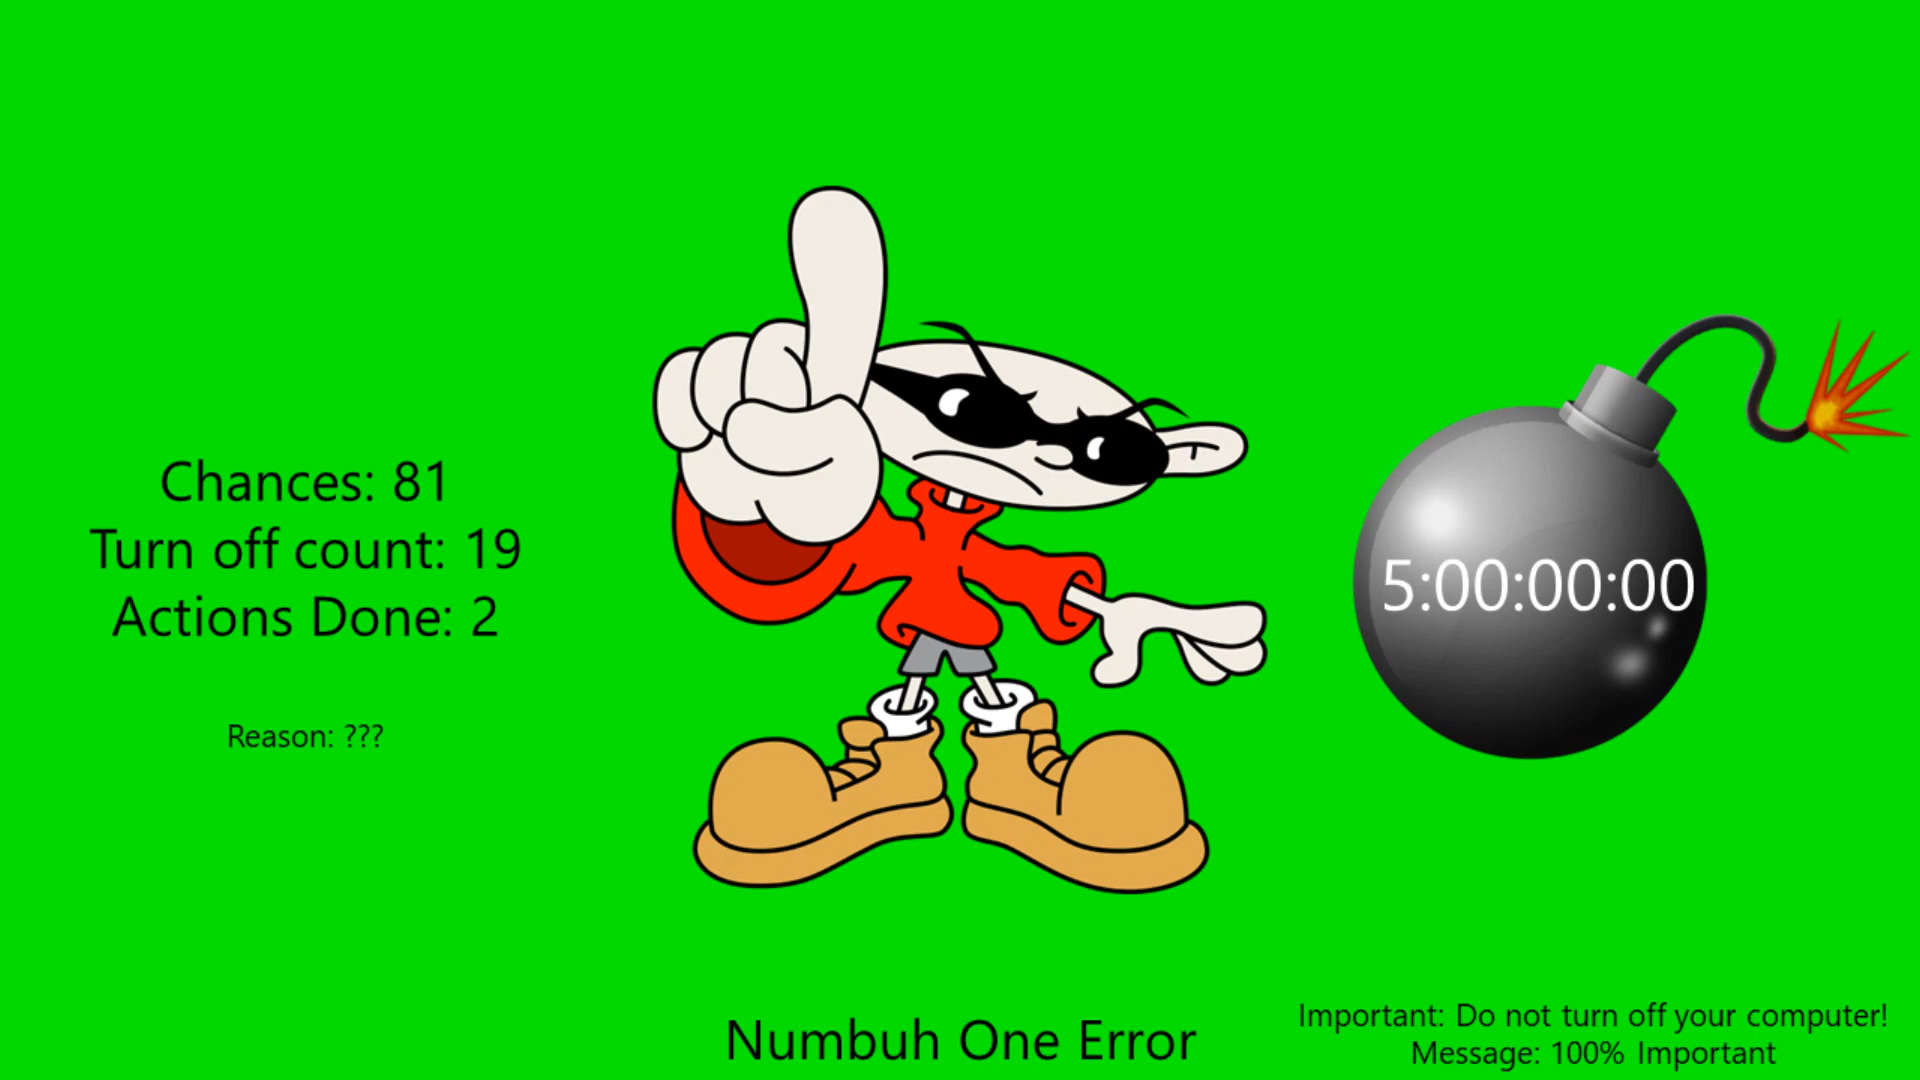 Chances: 81
Turn off count: 19
Actions Done: 2
Reason: ???
5:00:00:00
Numbuh One Error
Important: Do not turn off your computer!
Message: 100% Important